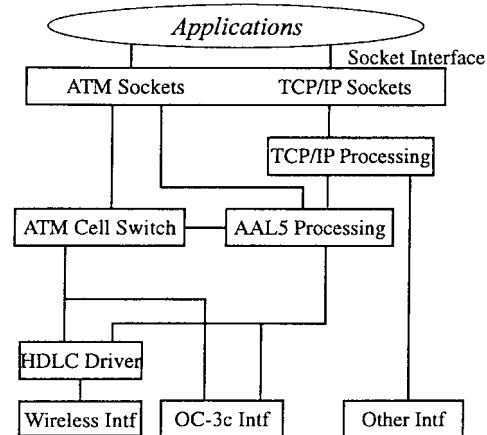 Applications
Socket Interface
ATM Sockets TCP/IP Sockets
TCP/IP Processing
ATM Cell Switch AAL5 Processing
HDLC Driver
Wireless Intf OC-3c Intf Other Intf